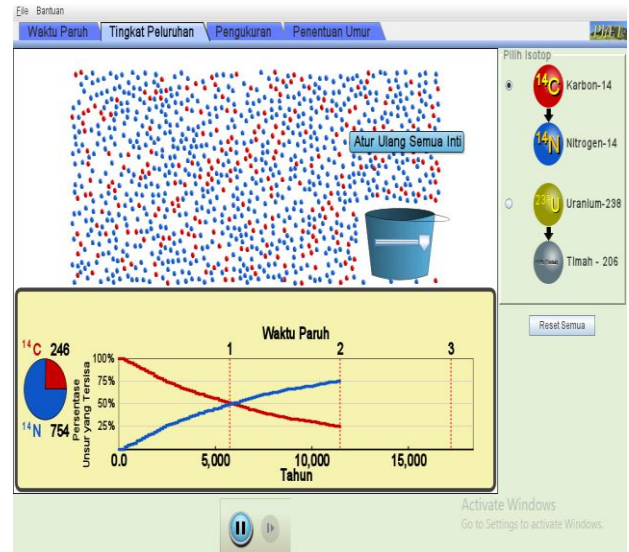 File Bantuan
Waktu Paruh Tingkat Peluruhan Pengukuran Penentuan Umur
Pilih Isotop
14C Karbon-14
14N Nitrogen-14
238U Uranium-238
Timah - 206
Reset Semua
Atur Ulang Semua Inti
Waktu Paruh
1 2 3
14C 246
14N 754
Persentase
Unsur yang Tersisa
100%
75%
50%
25%
0.0 5,000 10,000 15,000
Tahun
Activate Windows
Go to Settings to activate Windows.